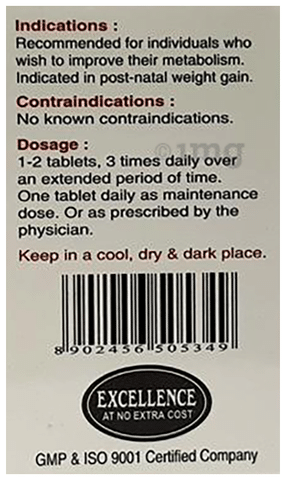 Indications :
Recommended for individuals who
wish to improve their metabolism.
Indicated in post-natal weight gain.
Contraindications :
No known contraindications.
Dosage :
1-2 tablets, 3 times daily over
an extended period of time.
One tablet daily as maintenance
dose. Or as prescribed by the
physician.
Keep in a cool, dry & dark place.
8 902456 505349
EXCELLENCE
AT NO EXTRA COST
GMP & ISO 9001 Certified Company
1mg